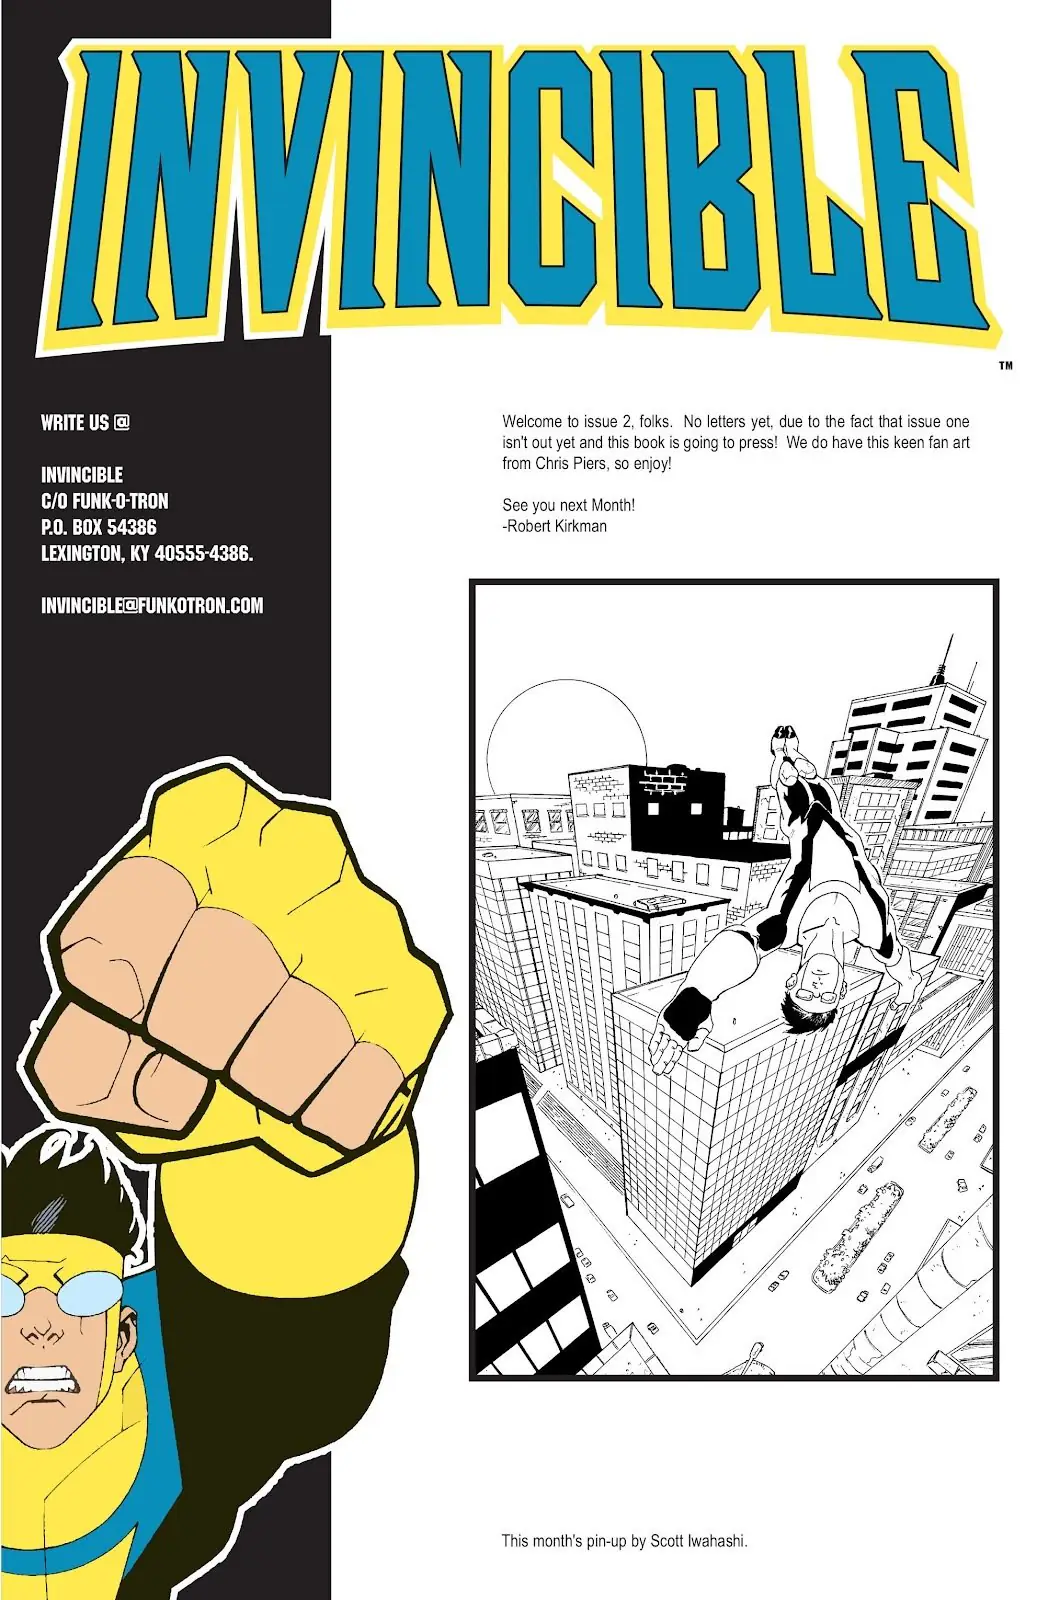 INVINCIBLE
TM
WRITE US @
INVINCIBLE
C/O FUNK-O-TRON
P.O. BOX 54386
LEXINGTON, KY 40555-4386.
INVINCIBLE@FUNKOTRON.COM
Welcome to issue 2, folks.  No letters yet, due to the fact that issue one
isn't out yet and this book is going to press!  We do have this keen fan art
from Chris Piers, so enjoy!
See you next Month!
-Robert Kirkman
This month's pin-up by Scott Iwahashi.